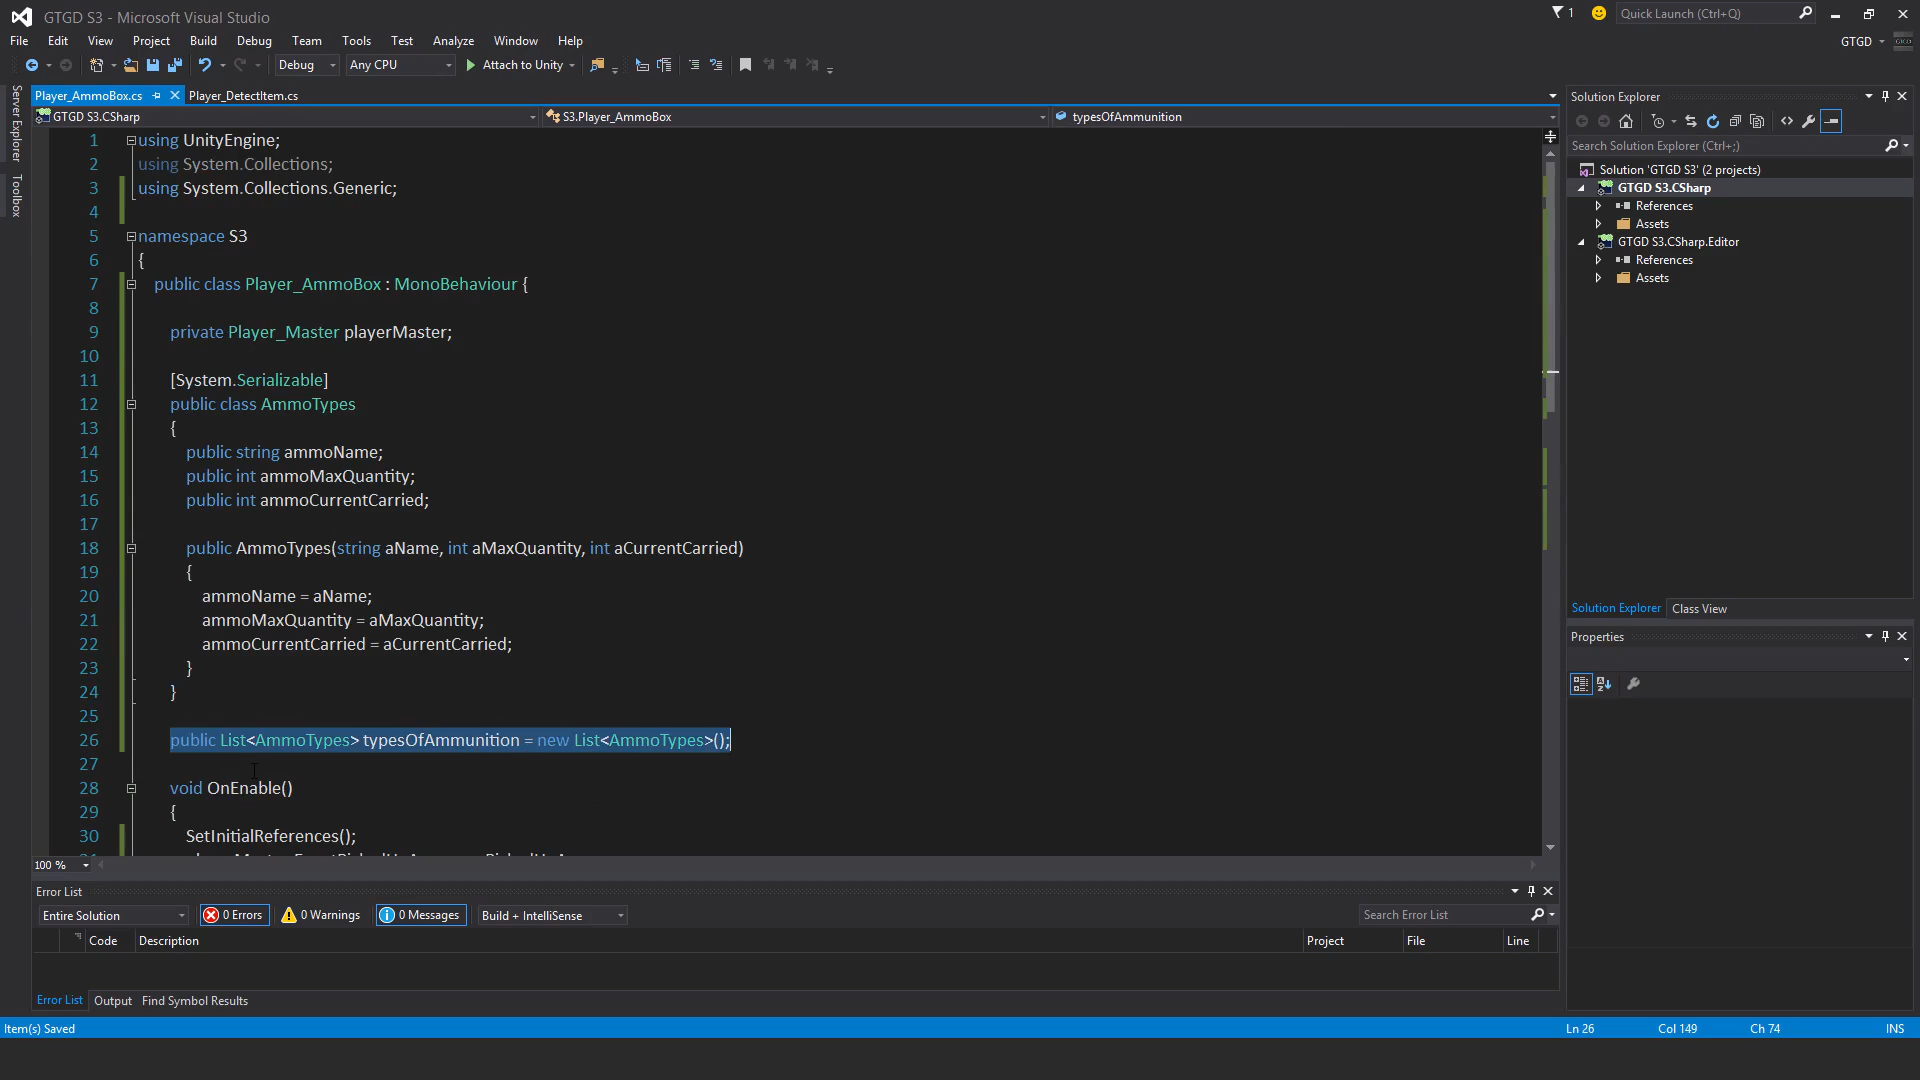 GTGD S3 - Microsoft Visual Studio
1
Quick Launch (Ctrl+Q)
File Edit View Project Build Debug Team Tools Test Analyze Window Help
GTGD
Debug Any CPU Attach to Unity
Server Explorer
Toolbox
Player_AmmoBox.cs Player_DetectItem.cs
GTGD S3.CSharp S3.Player_AmmoBox typesOfAmmunition
1 using UnityEngine;
2 using System.Collections;
3 using System.Collections.Generic;
4
5 namespace S3
6 {
7 public class Player_AmmoBox : MonoBehaviour {
8
9 private Player_Master playerMaster;
10
11 [System.Serializable]
12 public class AmmoTypes
13 {
14 public string ammoName;
15 public int ammoMaxQuantity;
16 public int ammoCurrentCarried;
17
18 public AmmoTypes(string aName, int aMaxQuantity, int aCurrentCarried)
19 {
20 ammoName = aName;
21 ammoMaxQuantity = aMaxQuantity;
22 ammoCurrentCarried = aCurrentCarried;
23 }
24 }
25
26 public List<AmmoTypes> typesOfAmmunition = new List<AmmoTypes>();
27
28 void OnEnable()
29 {
30 SetInitialReferences();
100 %
Solution Explorer
Search Solution Explorer (Ctrl+;)
Solution 'GTGD S3' (2 projects)
GTGD S3.CSharp
References
Assets
GTGD S3.CSharp.Editor
References
Assets
Solution Explorer Class View
Properties
Error List
Entire Solution 0 Errors 0 Warnings 0 Messages Build + IntelliSense Search Error List
Code Description Project File Line
Error List Output Find Symbol Results
Item(s) Saved Ln 26 Col 149 Ch 74 INS